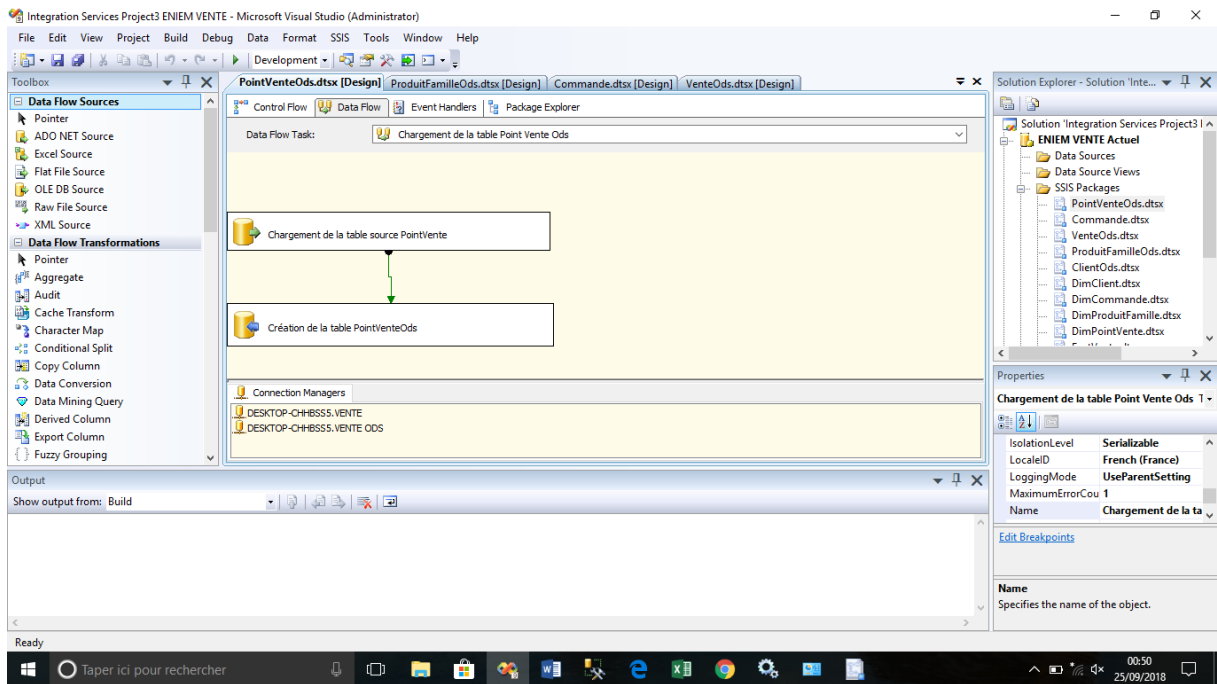 Integration Services Project3 ENIEM VENTE - Microsoft Visual Studio (Administrator)
File Edit View Project Build Debug Data Format SSIS Tools Window Help
Development
Toolbox
Data Flow Sources
Pointer
ADO NET Source
Excel Source
Flat File Source
OLE DB Source
Raw File Source
XML Source
Data Flow Transformations
Pointer
Aggregate
Audit
Cache Transform
Character Map
Conditional Split
Copy Column
Data Conversion
Data Mining Query
Derived Column
Export Column
Fuzzy Grouping
PointVenteOds.dtsx [Design] ProduitFamilleOds.dtsx [Design] Commande.dtsx [Design] VenteOds.dtsx [Design]
Control Flow Data Flow Event Handlers Package Explorer
Data Flow Task: Chargement de la table Point Vente Ods
Chargement de la table source PointVente
Création de la table PointVenteOds
Connection Managers
DESKTOP-CHHBSS5.VENTE
DESKTOP-CHHBSS5.VENTE ODS
Solution Explorer - Solution 'Inte...
Solution 'Integration Services Project3
ENIEM VENTE Actuel
Data Sources
Data Source Views
SSIS Packages
PointVenteOds.dtsx
Commande.dtsx
VenteOds.dtsx
ProduitFamilleOds.dtsx
ClientOds.dtsx
DimClient.dtsx
DimCommande.dtsx
DimProduitFamille.dtsx
DimPointVente.dtsx
Properties
Chargement de la table Point Vente Ods
IsolationLevel Serializable
LocaleID French (France)
LoggingMode UseParentSetting
MaximumErrorCou 1
Name Chargement de la ta
Edit Breakpoints
Name
Specifies the name of the object.
Output
Show output from: Build
Ready
Taper ici pour rechercher
00:50
25/09/2018